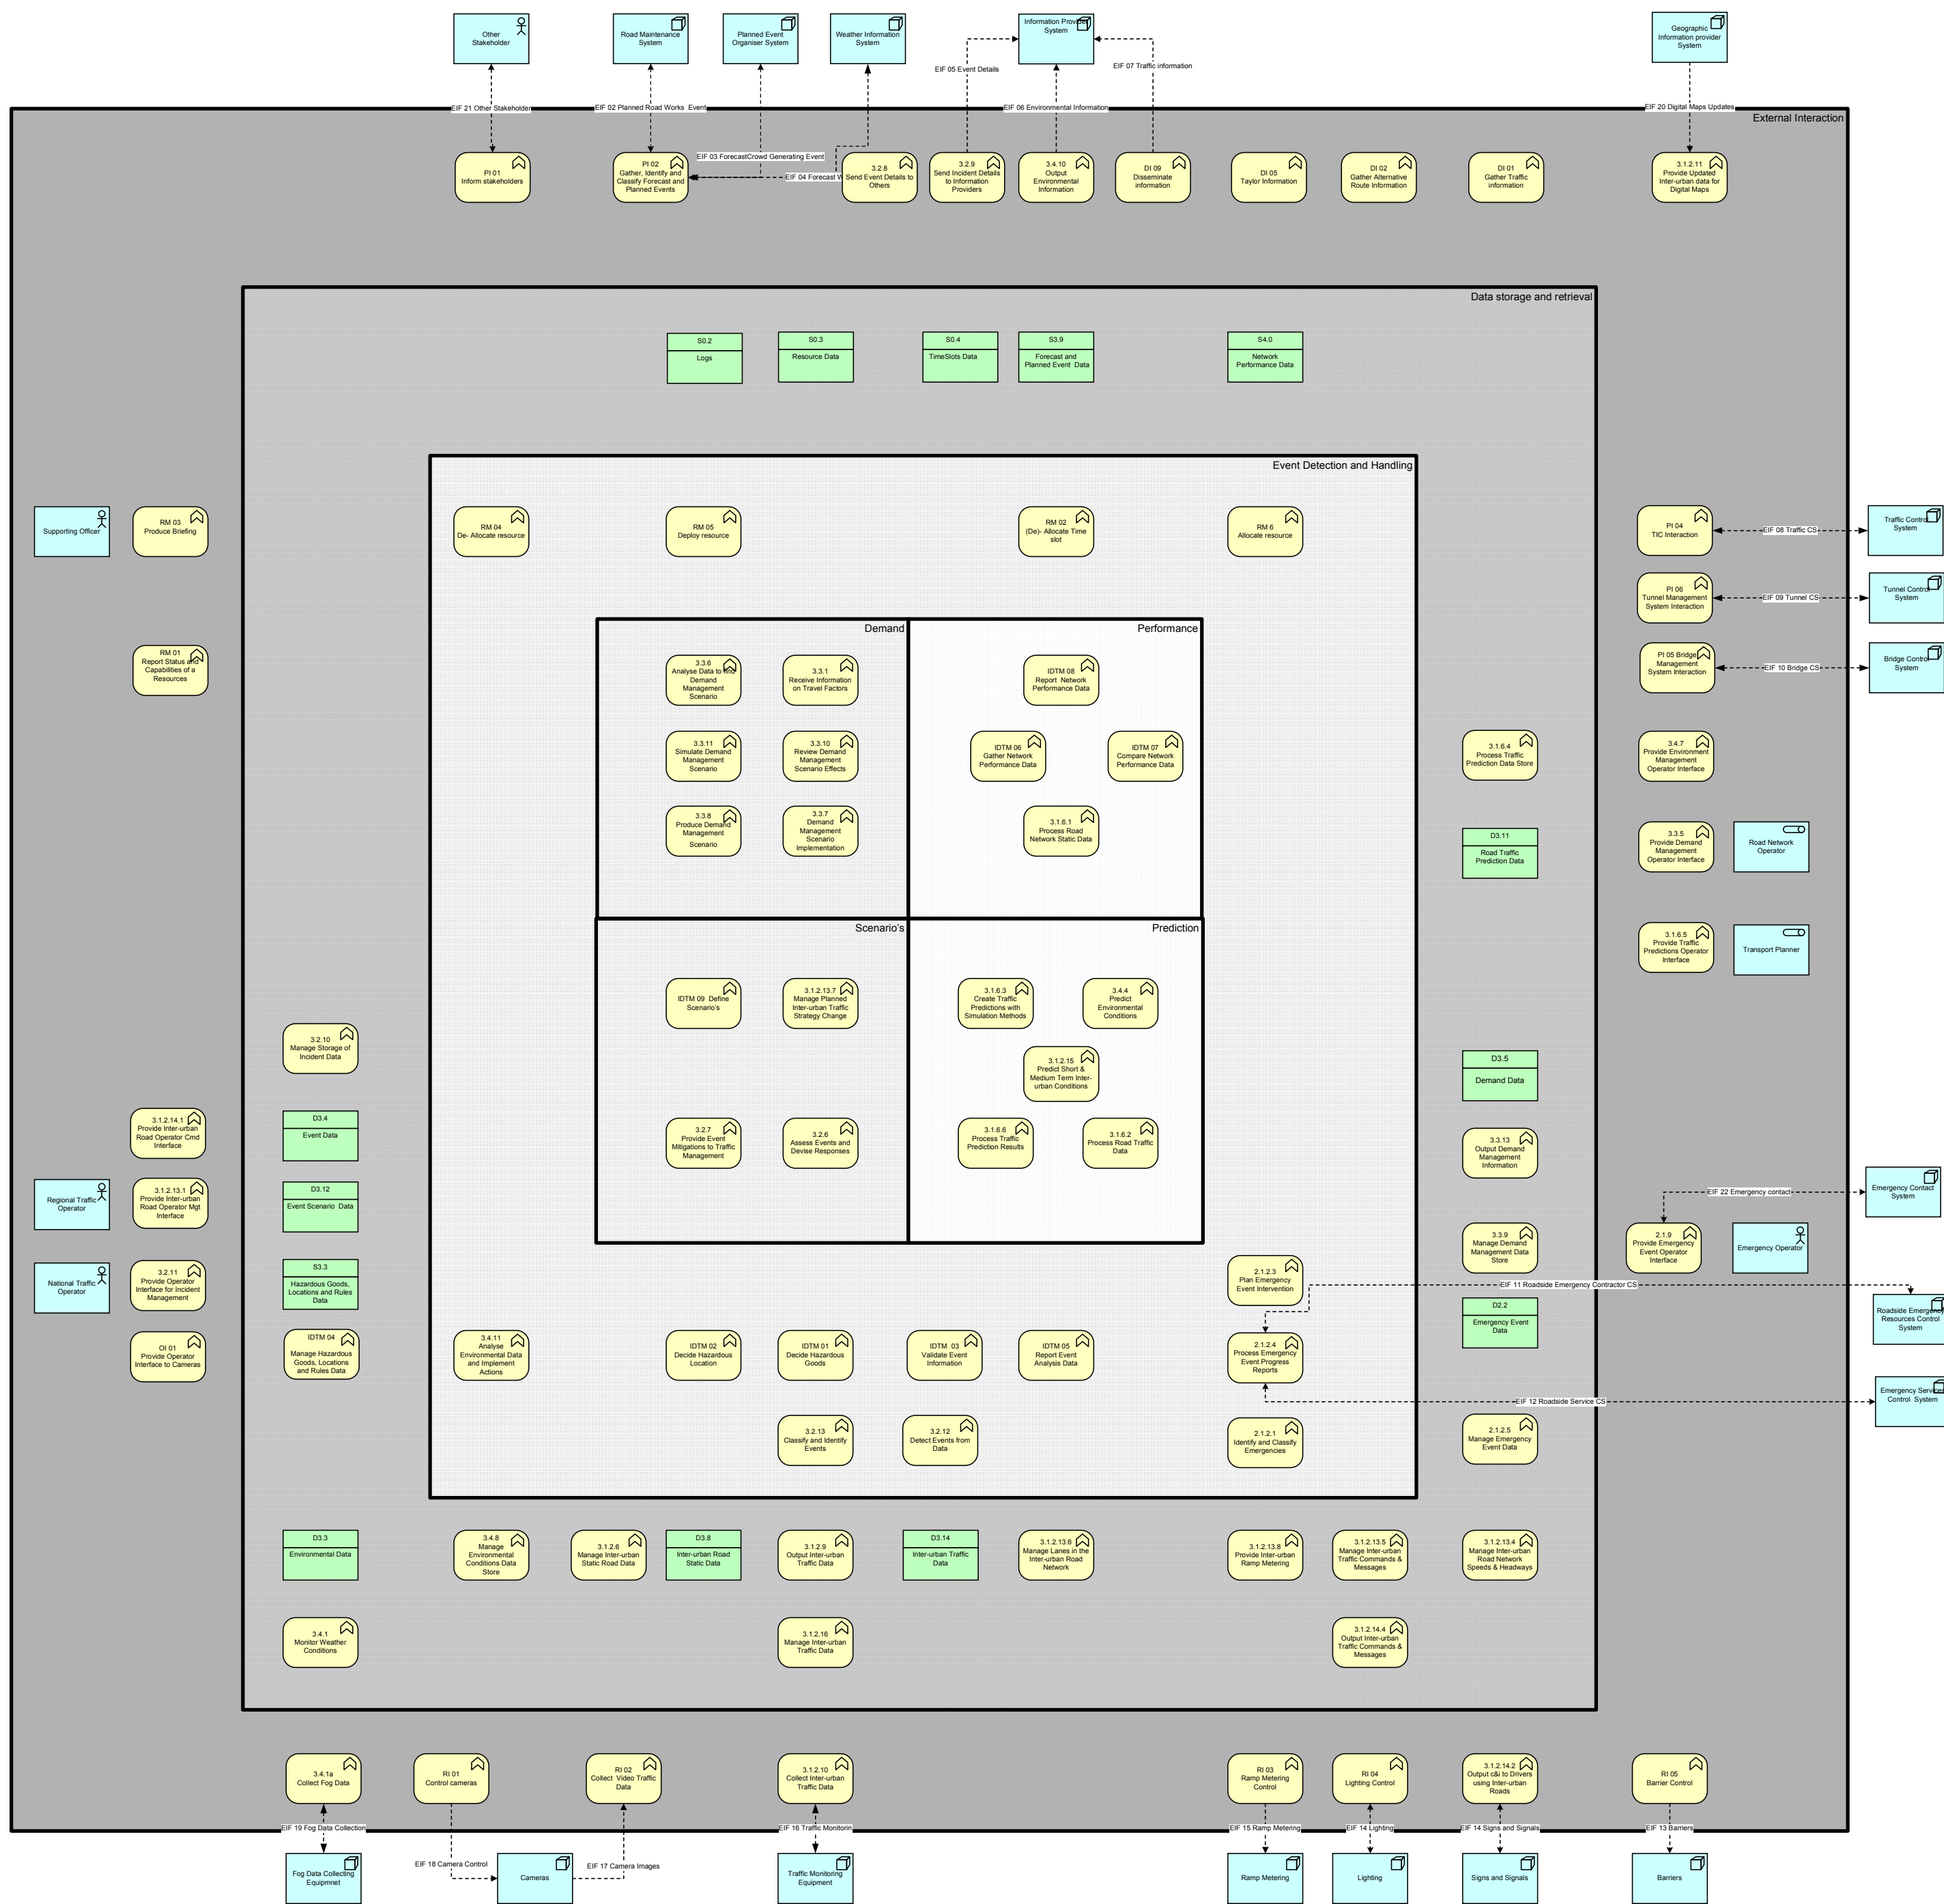 Other
Stakeholder
Road Maintenance
System
Planned Event
Organiser System
Weather Information
System
Information Provider
System
Geographic
Information provider
System
EIF 05 Event Details
EIF 07 Traffic information
EIF 21 Other Stakeholder
EIF 02 Planned Road Works Event
EIF 06 Environmental Information
EIF 20 Digital Maps Updates
External Interaction
EIF 03 ForecastCrowd Generating Event
EIF 04 Forecast W
PI 01
Inform stakeholders
PI 02
Gather, Identify and
Classify Forecast and
Planned Events
3.2.8
Send Event Details to
Others
3.2.9
Send Incident Details
to Information
Providers
3.4.10
Output
Environmental
Information
DI 09
Disseminate
information
DI 05
Taylor Information
DI 02
Gather Alternative
Route Information
DI 01
Gather Traffic
information
3.1.2.11
Provide Updated
Inter-urban data for
Digital Maps
Data storage and retrieval
S0.2
Logs
S0.3
Resource Data
S0.4
TimeSlots Data
S3.9
Forecast and
Planned Event Data
S4.0
Network
Performance Data
Event Detection and Handling
Supporting Officer
RM 03
Produce Briefing
RM 04
De- Allocate resource
RM 05
Deploy resource
RM 02
(De)- Allocate Time
slot
RM 6
Allocate resource
PI 04
TIC Interaction
EIF 08 Traffic CS
Traffic Control
System
PI 06
Tunnel Management
System Interaction
EIF 09 Tunnel CS
Tunnel Control
System
RM 01
Report Status and
Capabilities of a
Resources
PI 05 Bridge
Management
System Interaction
EIF 10 Bridge CS
Bridge Control
System
Demand
Performance
3.3.6
Analyse Data to find
Demand
Management
Scenario
3.3.1
Receive Information
on Travel Factors
IDTM 08
Report Network
Performance Data
3.3.11
Simulate Demand
Management
Scenario
3.3.10
Review Demand
Management
Scenario Effects
IDTM 06
Gather Network
Performance Data
IDTM 07
Compare Network
Performance Data
3.1.6.4
Process Traffic
Prediction Data Store
3.4.7
Provide Environment
Management
Operator Interface
3.3.8
Produce Demand
Management
Scenario
3.3.7
Demand
Management
Scenario
Implementation
3.1.6.1
Process Road
Network Static Data
D3.11
Road Traffic
Prediction Data
3.3.5
Provide Demand
Management
Operator Interface
Road Network
Operator
Scenario's
Prediction
3.1.6.5
Provide Traffic
Predictions Operator
Interface
Transport Planner
IDTM 09 Define
Scenario's
3.1.2.13.7
Manage Planned
Inter-urban Traffic
Strategy Change
3.1.6.3
Create Traffic
Predictions with
Simulation Methods
3.4.4
Predict
Environmental
Conditions
3.2.10
Manage Storage of
Incident Data
3.1.2.15
Predict Short &
Medium Term Inter-
urban Conditions
D3.5
Demand Data
3.1.2.14.1
Provide Inter-urban
Road Operator Cmd
Interface
D3.4
Event Data
3.2.7
Provide Event
Mitigations to Traffic
Management
3.2.6
Assess Events and
Devise Responses
3.1.6.6
Process Traffic
Prediction Results
3.1.6.2
Process Road Traffic
Data
3.3.13
Output Demand
Management
Information
Regional Traffic
Operator
3.1.2.13.1
Provide Inter-urban
Road Operator Mgt
Interface
D3.12
Event Scenario Data
EIF 22 Emergency contact
Emergency Contact
System
3.3.9
Manage Demand
Management Data
Store
2.1.9
Provide Emergency
Event Operator
Interface
Emergency Operator
National Traffic
Operator
3.2.11
Provide Operator
Interface for Incident
Management
S3.3
Hazardous Goods,
Locations and Rules
Data
2.1.2.3
Plan Emergency
Event Intervention
EIF 11 Roadside Emergency Contractor CS
D2.2
Emergency Event
Data
Roadside Emergency
Resources Control
System
OI 01
Provide Operator
Interface to Cameras
IDTM 04
Manage Hazardous
Goods, Locations
and Rules Data
3.4.11
Analyse
Environmental Data
and Implement
Actions
IDTM 02
Decide Hazardous
Location
IDTM 01
Decide Hazardous
Goods
IDTM 03
Validate Event
Information
IDTM 05
Report Event
Analysis Data
2.1.2.4
Process Emergency
Event Progress
Reports
EIF 12 Roadside Service CS
Emergency Services
Control System
3.2.13
Classify and Identify
Events
3.2.12
Detect Events from
Data
2.1.2.1
Identify and Classify
Emergencies
2.1.2.5
Manage Emergency
Event Data
D3.3
Environmental Data
3.4.8
Manage
Environmental
Conditions Data
Store
3.1.2.6
Manage Inter-urban
Static Road Data
D3.8
Inter-urban Road
Static Data
3.1.2.9
Output Inter-urban
Traffic Data
D3.14
Inter-urban Traffic
Data
3.1.2.13.6
Manage Lanes in the
Inter-urban Road
Network
3.1.2.13.8
Provide Inter-urban
Ramp Metering
3.1.2.13.5
Manage Inter-urban
Traffic Commands &
Messages
3.1.2.13.4
Manage Inter-urban
Road Network
Speeds & Headways
3.4.1
Monitor Weather
Conditions
3.1.2.16
Manage Inter-urban
Traffic Data
3.1.2.14.4
Output Inter-urban
Traffic Commands &
Messages
3.4.1a
Collect Fog Data
RI 01
Control cameras
RI 02
Collect Video Traffic
Data
3.1.2.10
Collect Inter-urban
Traffic Data
RI 03
Ramp Metering
Control
RI 04
Lighting Control
3.1.2.14.2
Output c&i to Drivers
using Inter-urban
Roads
RI 05
Barrier Control
EIF 19 Fog Data Collection
EIF 16 Traffic Monitorin
EIF 15 Ramp Metering
EIF 14 Lighting
EIF 14 Signs and Signals
EIF 13 Barriers
EIF 18 Camera Control
EIF 17 Camera Images
Fog Data Collecting
Equipmnet
Cameras
Traffic Monitoring
Equipment
Ramp Metering
Lighting
Signs and Signals
Barriers